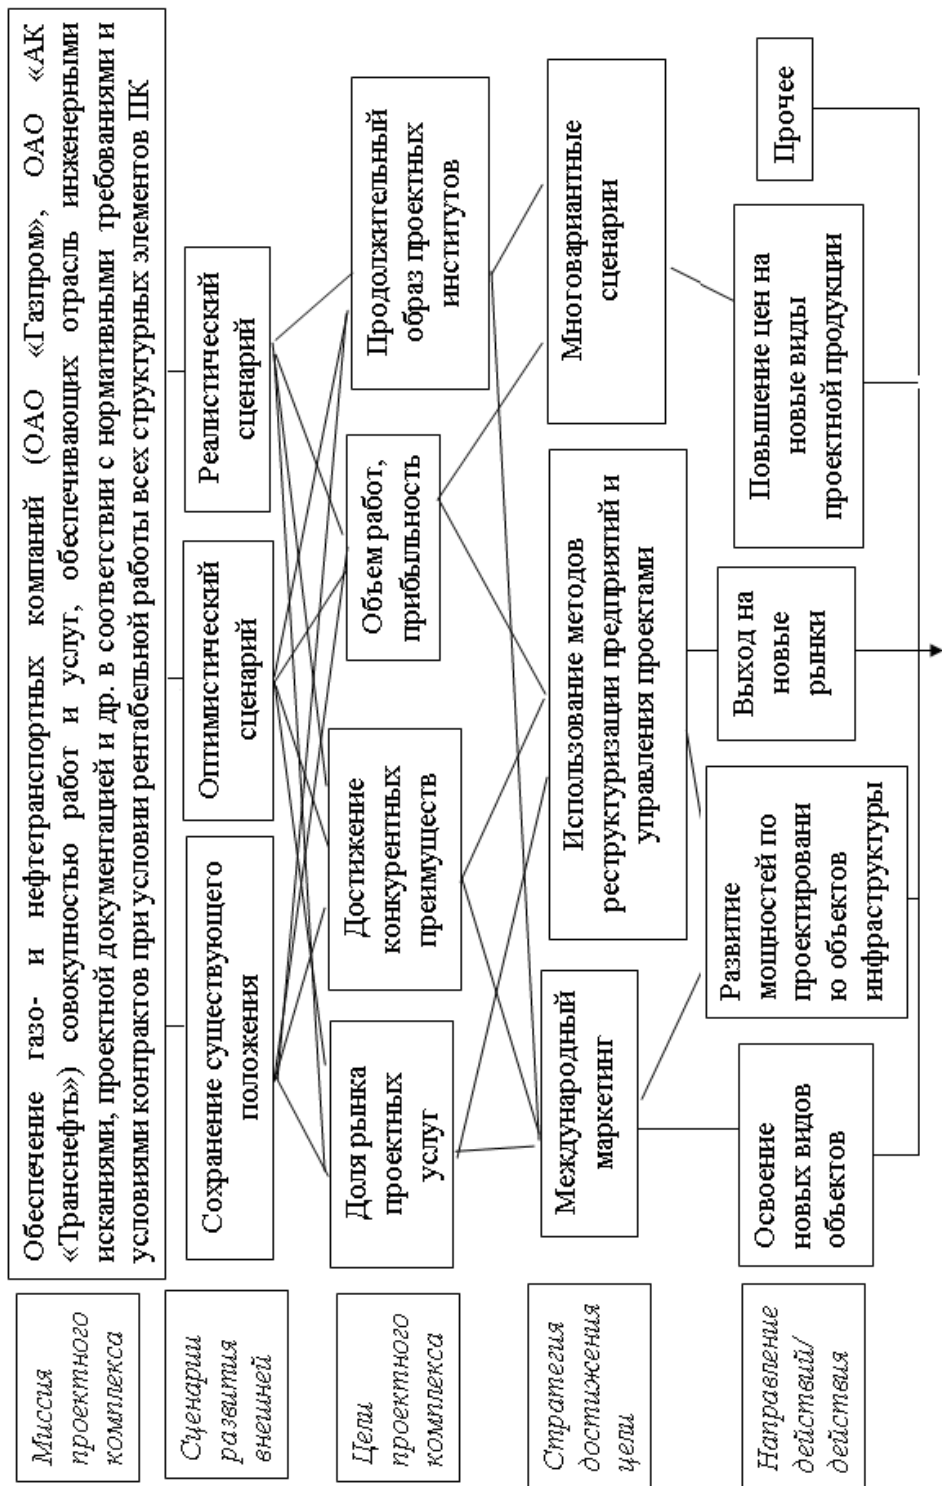 Миссия
проектного
комплекса
Обеспечение газо- и нефтетранспортных компаний (ОАО «Газпром», ОАО «АК
«Транснефть») совокупностью работ и услуг, обеспечивающих отрасль инженерными
исканиями, проектной документацией и др. в соответствии с нормативными требованиями и
условиями контрактов при условии рентабельной работы всех структурных элементов ПК
Сценарии
развития
внешней
Сохранение существующего
положения
Оптимистический
сценарий
Реалистический
сценарий
Цели
проектного
комплекса
Доля рынка
проектных
услуг
Достижение
конкурентных
преимуществ
Объем работ,
прибыльность
Продолжительный
образ проектных
институтов
Стратегия
достижения
цели
Международный
маркетинг
Использование методов
реструктуризации предприятий и
управления проектами
Многовариантные
сценарии
Направление
действий/
действия
Освоение
новых видов
объектов
Развитие
мощностей по
проектировани
ю объектов
инфраструктуры
Выход на
новые
рынки
Повышение цен на
новые виды
проектной продукции
Прочее